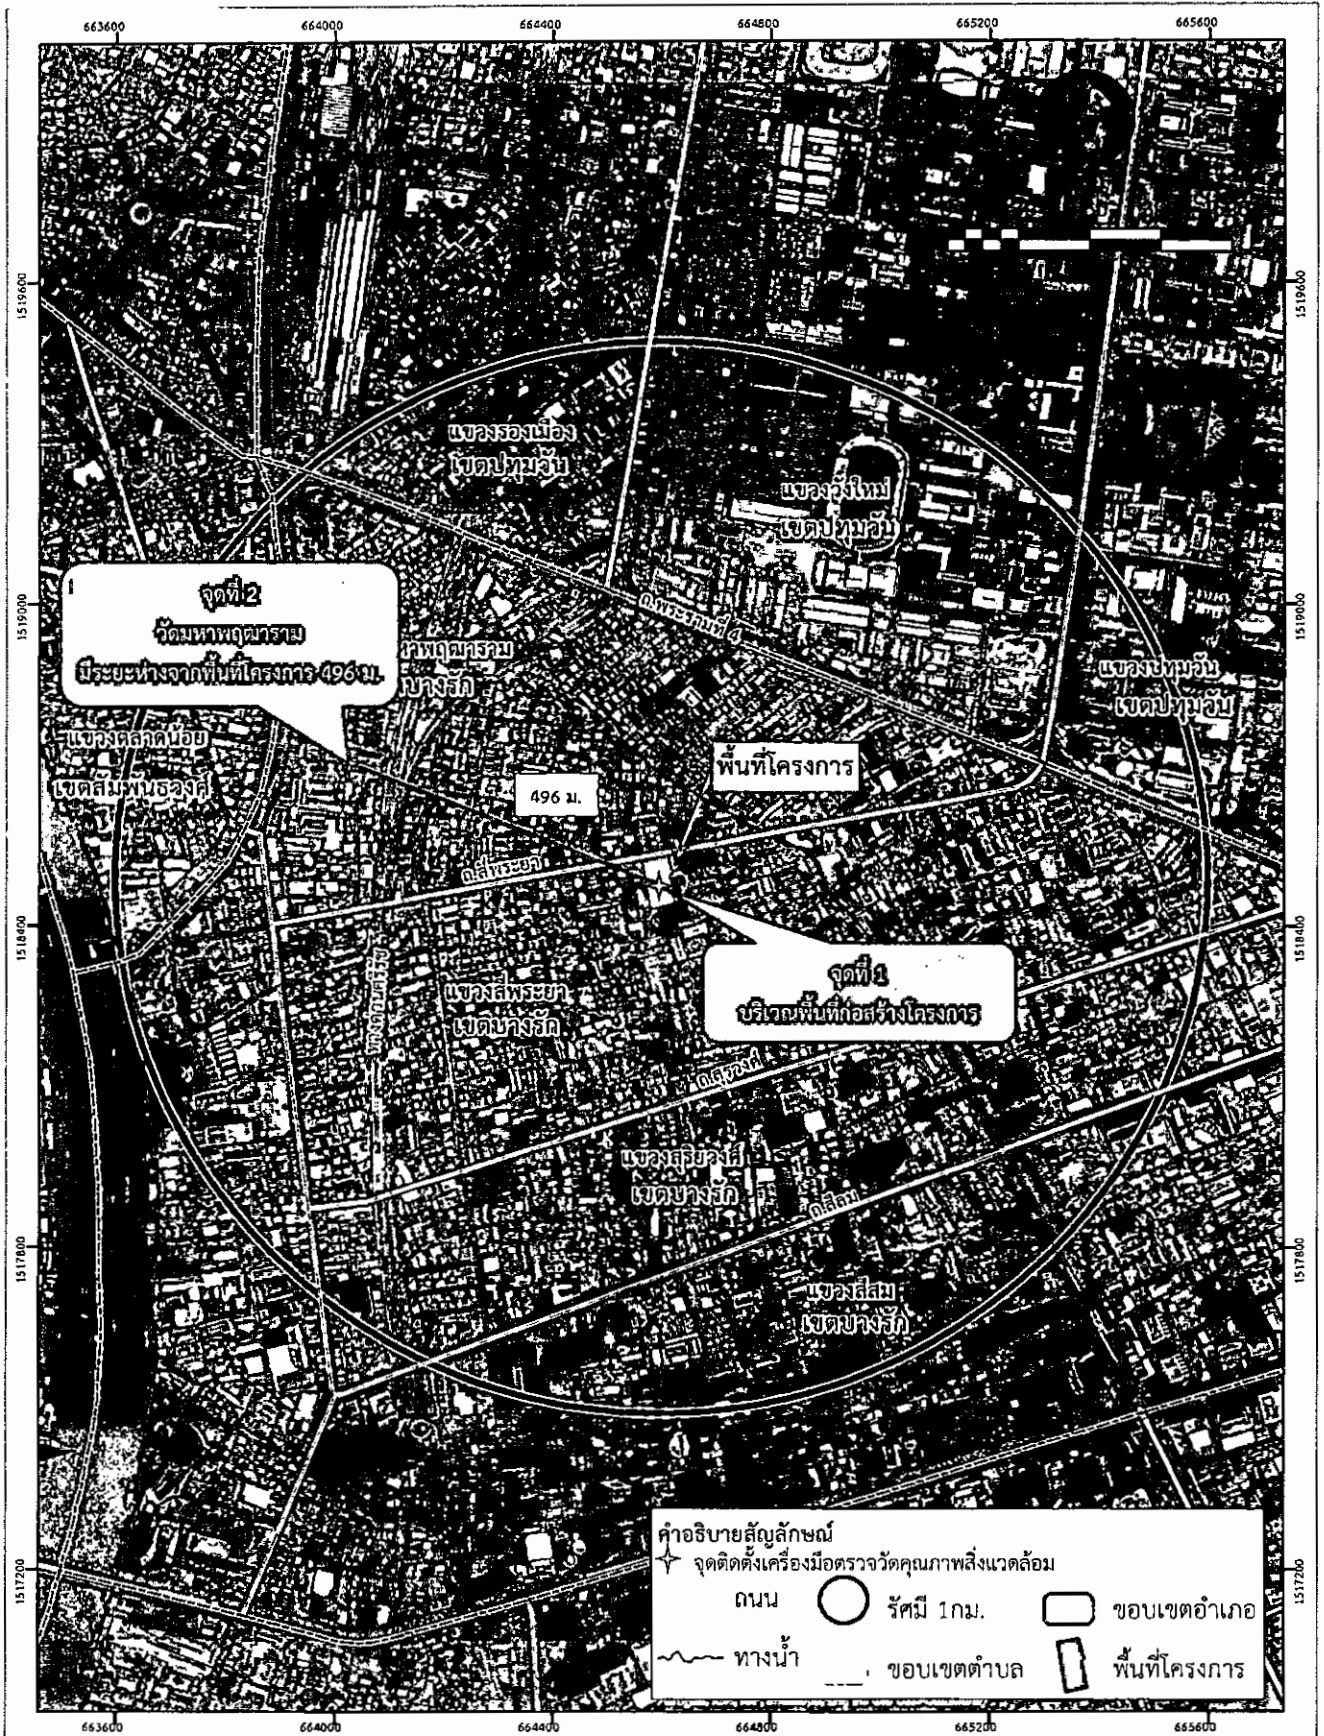 663600 664000 664400 664800 665200 665600
1519600 1519600
แขวงรองเมือง
เขตปทุมวัน
แขวงวังใหม่
เขตปทุมวัน
จุดที่ 2
วัดมหาพฤฒาราม
มีระยะห่างจากพื้นที่โครงการ 496 ม.
1519000 1519000
ถ.พระรามที่ 4
หาพฤฒาราม
บางรัก
แขวงปทุมวัน
เขตปทุมวัน
แขวงตลาดน้อย
เขตสัมพันธวงศ์
พื้นที่โครงการ
496 ม.
ถ.สี่พระยา
1518400 1518400
จุดที่ 1
บริเวณพื้นที่ก่อสร้างโครงการ
แขวงสี่พระยา
เขตบางรัก
ถ.สุรวงศ์
แขวงสุริยวงศ์
เขตบางรัก
ถ.สีลม
1517800 1517800
แขวงสีลม
เขตบางรัก
คำอธิบายสัญลักษณ์
จุดติดตั้งเครื่องมือตรวจวัดคุณภาพสิ่งแวดล้อม
ถนน รัศมี 1กม. ขอบเขตอำเภอ
ทางน้ำ ขอบเขตตำบล พื้นที่โครงการ
1517200 1517200
663600 664000 664400 664800 665200 665600